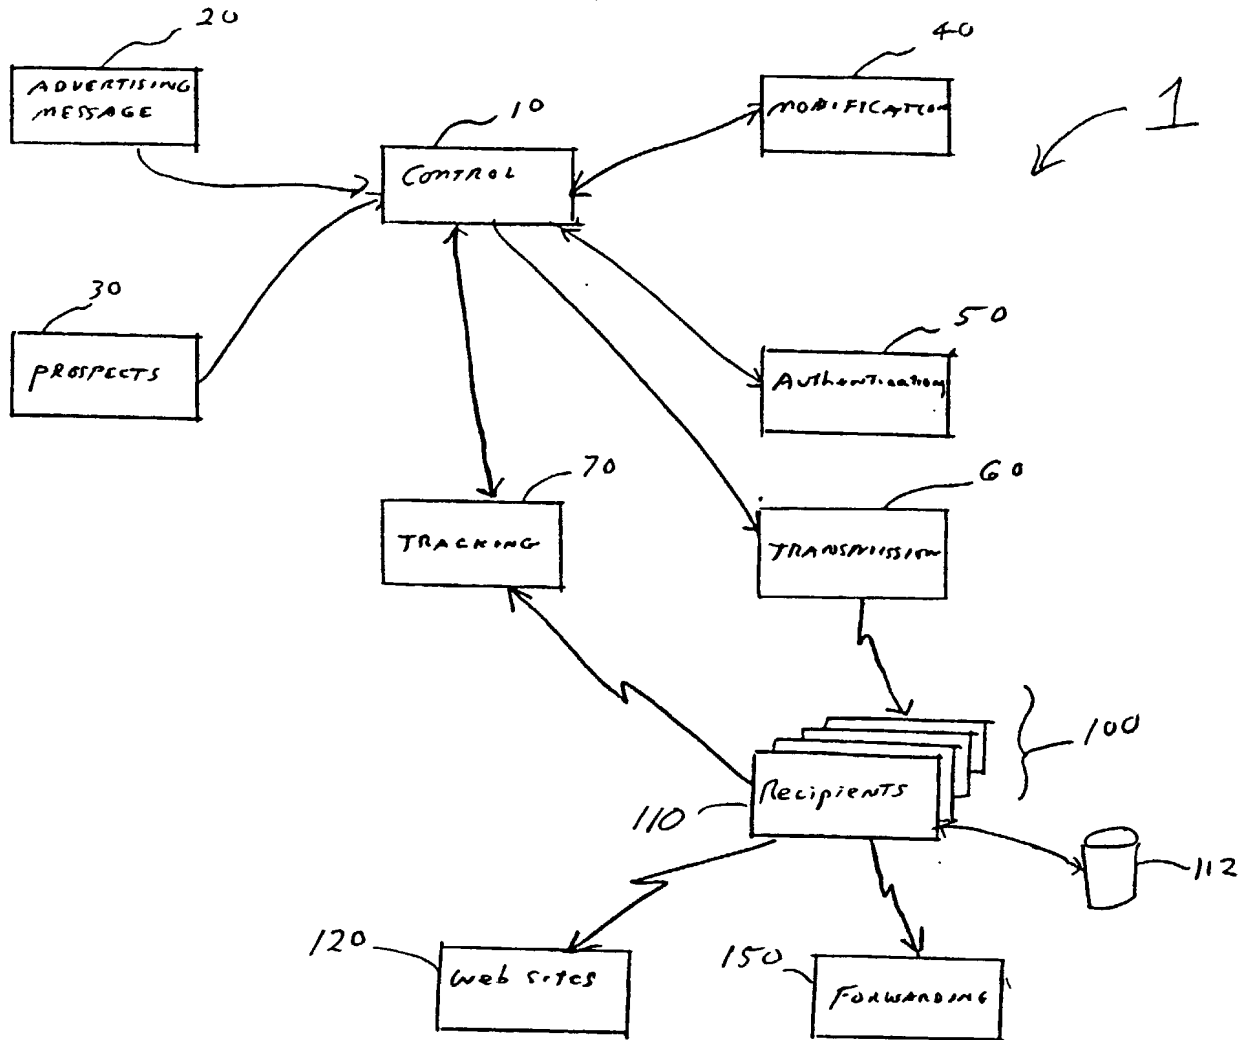 20
ADVERTISING
MESSAGE
40
MODIFICATION
1
10
CONTROL
30
PROSPECTS
50
Authentication
70
TRACKING
60
TRANSMISSION
100
Recipients
110
112
120
Web Sites
150
FORWARDING